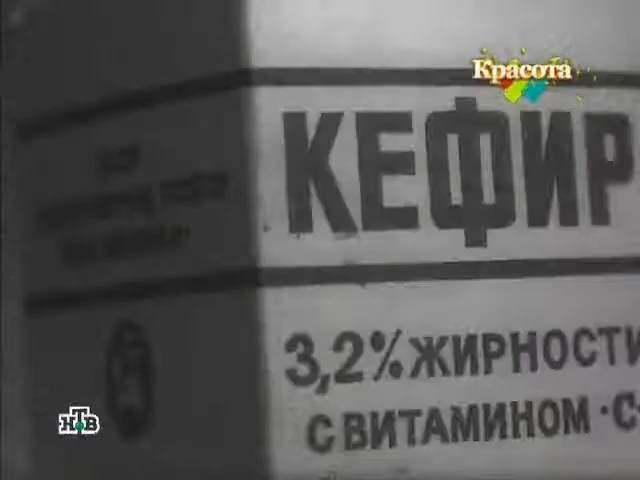 Красота
КЕФИР
3,2% ЖИРНОСТИ
С ВИТАМИНОМ·С·
НТВ